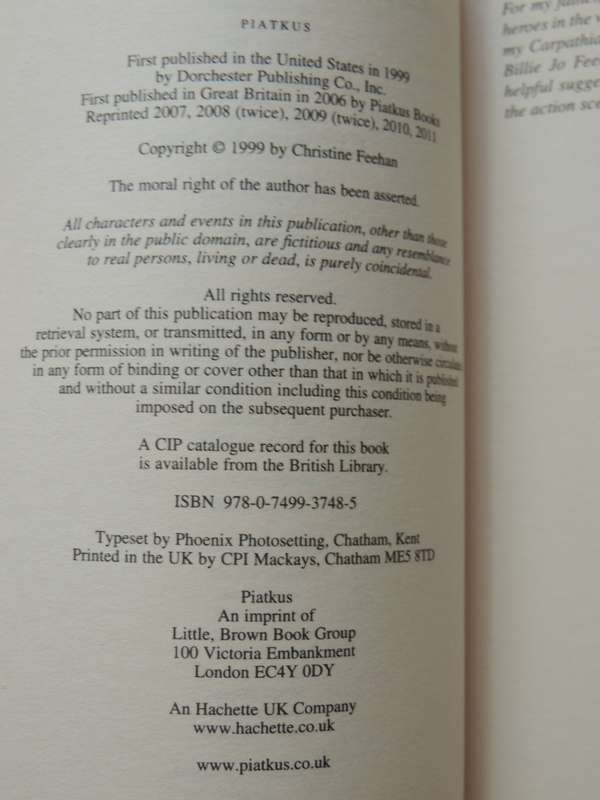 PIATKUS
First published in the United States in 1999
by Dorchester Publishing Co., Inc.
First published in Great Britain in 2006 by Piatkus Books
Reprinted 2007, 2008 (twice), 2009 (twice), 2010, 2011
Copyright © 1999 by Christine Feehan
The moral right of the author has been asserted.
All characters and events in this publication, other than those
clearly in the public domain, are fictitious and any resemblance
to real persons, living or dead, is purely coincidental.
All rights reserved.
No part of this publication may be reproduced, stored in a
retrieval system, or transmitted, in any form or by any means, without
the prior permission in writing of the publisher, nor be otherwise circulated
in any form of binding or cover other than that in which it is published
and without a similar condition including this condition being
imposed on the subsequent purchaser.
A CIP catalogue record for this book
is available from the British Library.
ISBN 978-0-7499-3748-5
Typeset by Phoenix Photosetting, Chatham, Kent
Printed in the UK by CPI Mackays, Chatham ME5 8TD
Piatkus
An imprint of
Little, Brown Book Group
100 Victoria Embankment
London EC4Y 0DY
An Hachette UK Company
www.hachette.co.uk
www.piatkus.co.uk
For my
heroes in the
my Carpathia
Billie Jo Fee
helpful sugge
the action sce